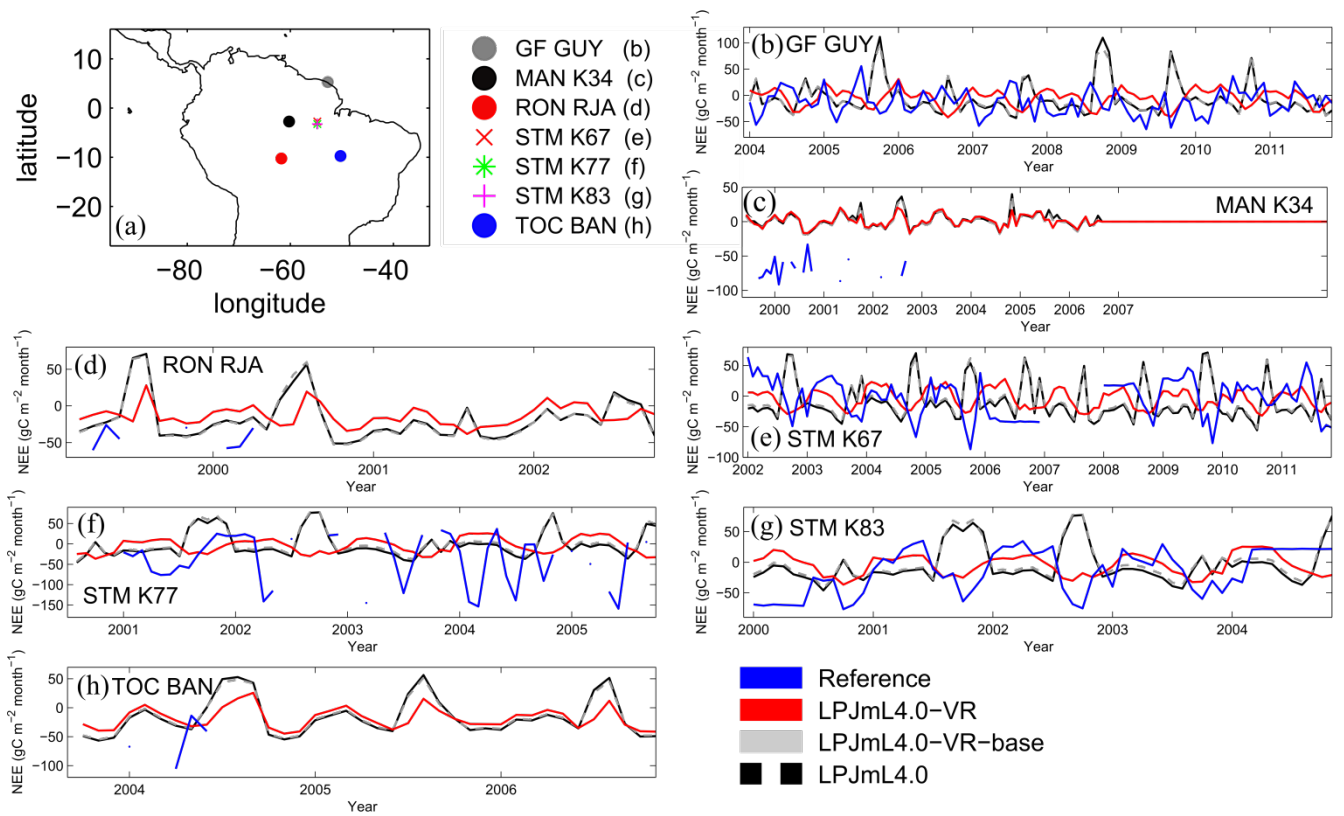 10
0
−10
−20
latitude
(a)
−80 −60 −40
longitude
GF GUY (b)
MAN K34 (c)
RON RJA (d)
STM K67 (e)
STM K77 (f)
STM K83 (g)
TOC BAN (h)
(b) GF GUY
NEE (gC m−2 month−1)
100
50
0
−50
2004 2005 2006 2007 2008 2009 2010 2011
Year
(c) MAN K34
NEE (gC m−2 month−1)
50
0
−50
−100
2000 2001 2002 2003 2004 2005 2006 2007
Year
(d) RON RJA
NEE (gC m−2 month−1)
50
0
−50
2000 2001 2002
Year
(e) STM K67
NEE (gC m−2 month−1)
50
0
−50
−100
2002 2003 2004 2005 2006 2007 2008 2009 2010 2011
Year
(f)
STM K77
NEE (gC m−2 month−1)
50
0
−50
−100
−150
2001 2002 2003 2004 2005
Year
(g) STM K83
NEE (gC m−2 month−1)
50
0
−50
2000 2001 2002 2003 2004
Year
(h) TOC BAN
NEE (gC m−2 month−1)
50
0
−50
−100
2004 2005 2006
Year
Reference
LPJmL4.0−VR
LPJmL4.0−VR−base
LPJmL4.0